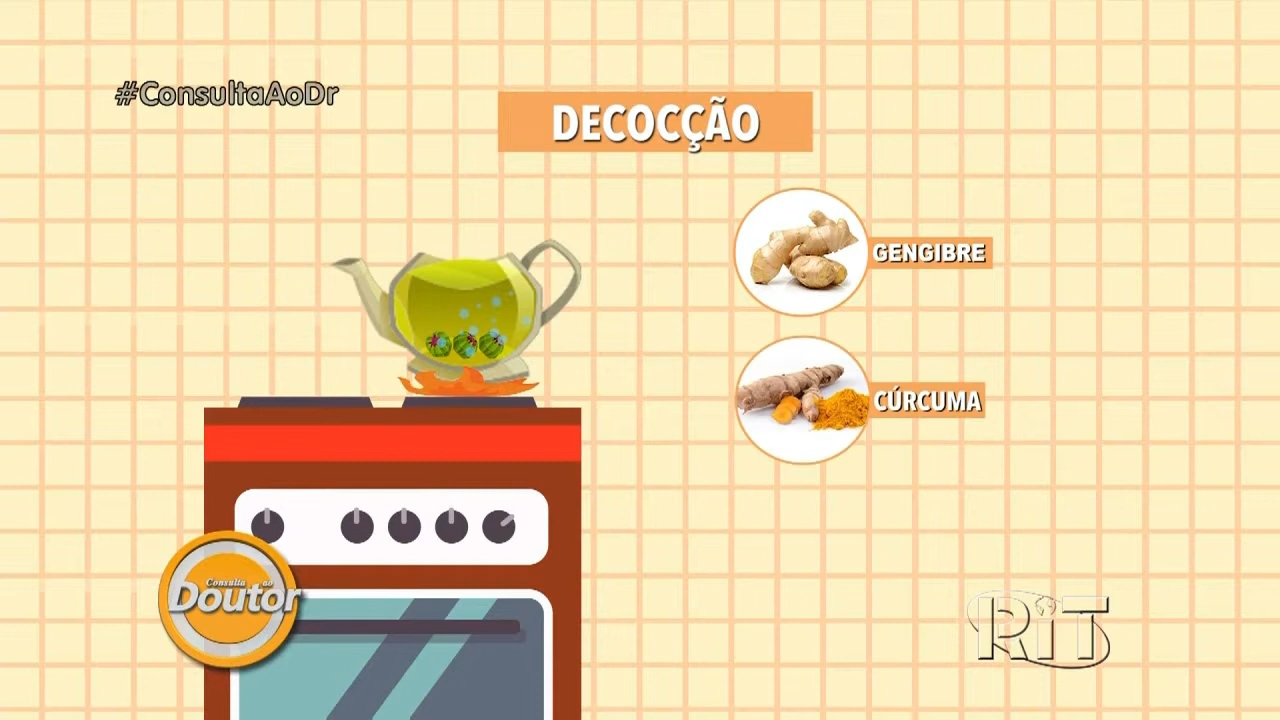 #ConsultaAoDr
DECOCÇÃO
GENGIBRE
CÚRCUMA
Consulta ao
Doutor
RiT